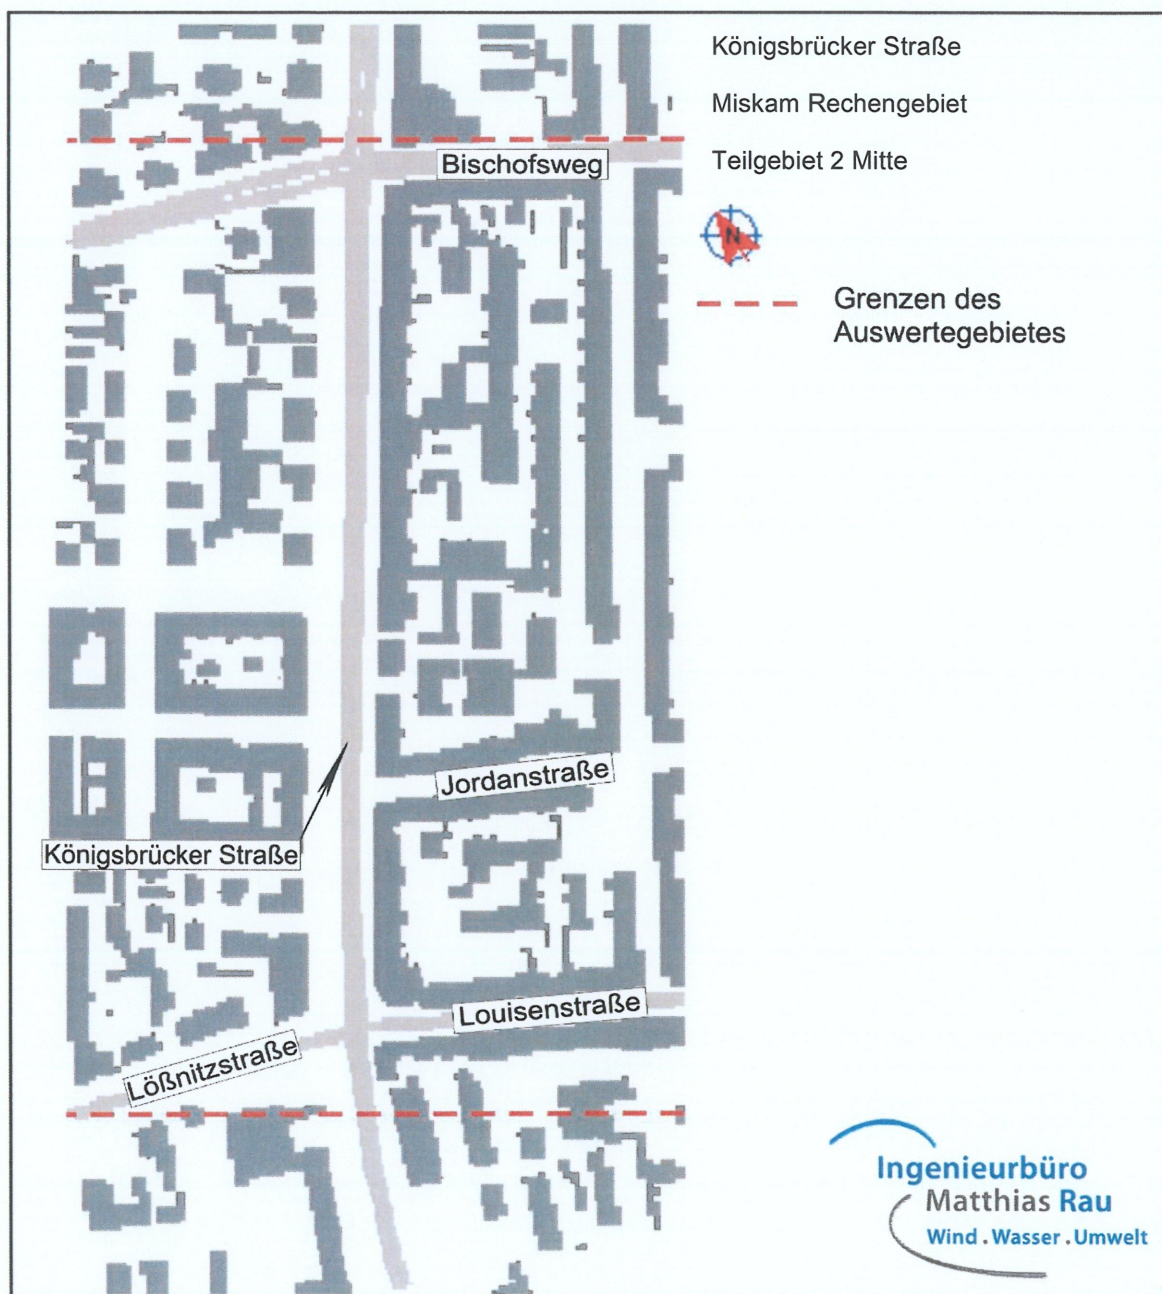 Königsbrücker Straße
Miskam Rechengebiet
Teilgebiet 2 Mitte
N
Grenzen des
Auswertegebietes
Bischofsweg
Jordanstraße
Königsbrücker Straße
Louisenstraße
Lößnitzstraße
Ingenieurbüro
Matthias Rau
Wind . Wasser . Umwelt